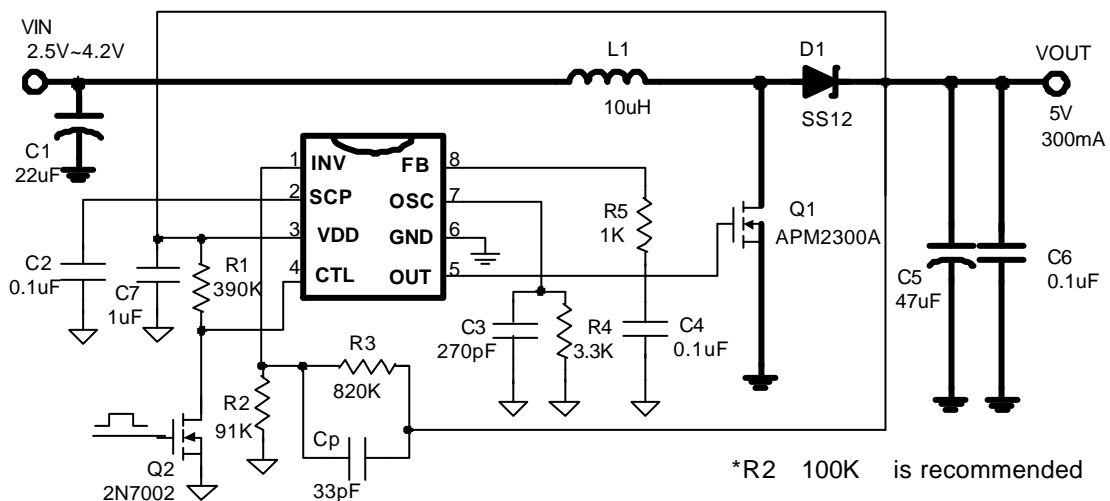 VIN
2.5V~4.2V
L1
10uH
D1
SS12
VOUT
5V
300mA
C1
22uF
1
INV
FB
8
2
SCP
OSC
7
3
VDD
GND
6
4
CTL
OUT
5
R5
1K
Q1
APM2300A
C2
0.1uF
C7
1uF
R1
390K
C3
270pF
R4
3.3K
C4
0.1uF
C5
47uF
C6
0.1uF
R3
820K
R2
91K
Cp
33pF
Q2
2N7002
*R2 100K is recommended